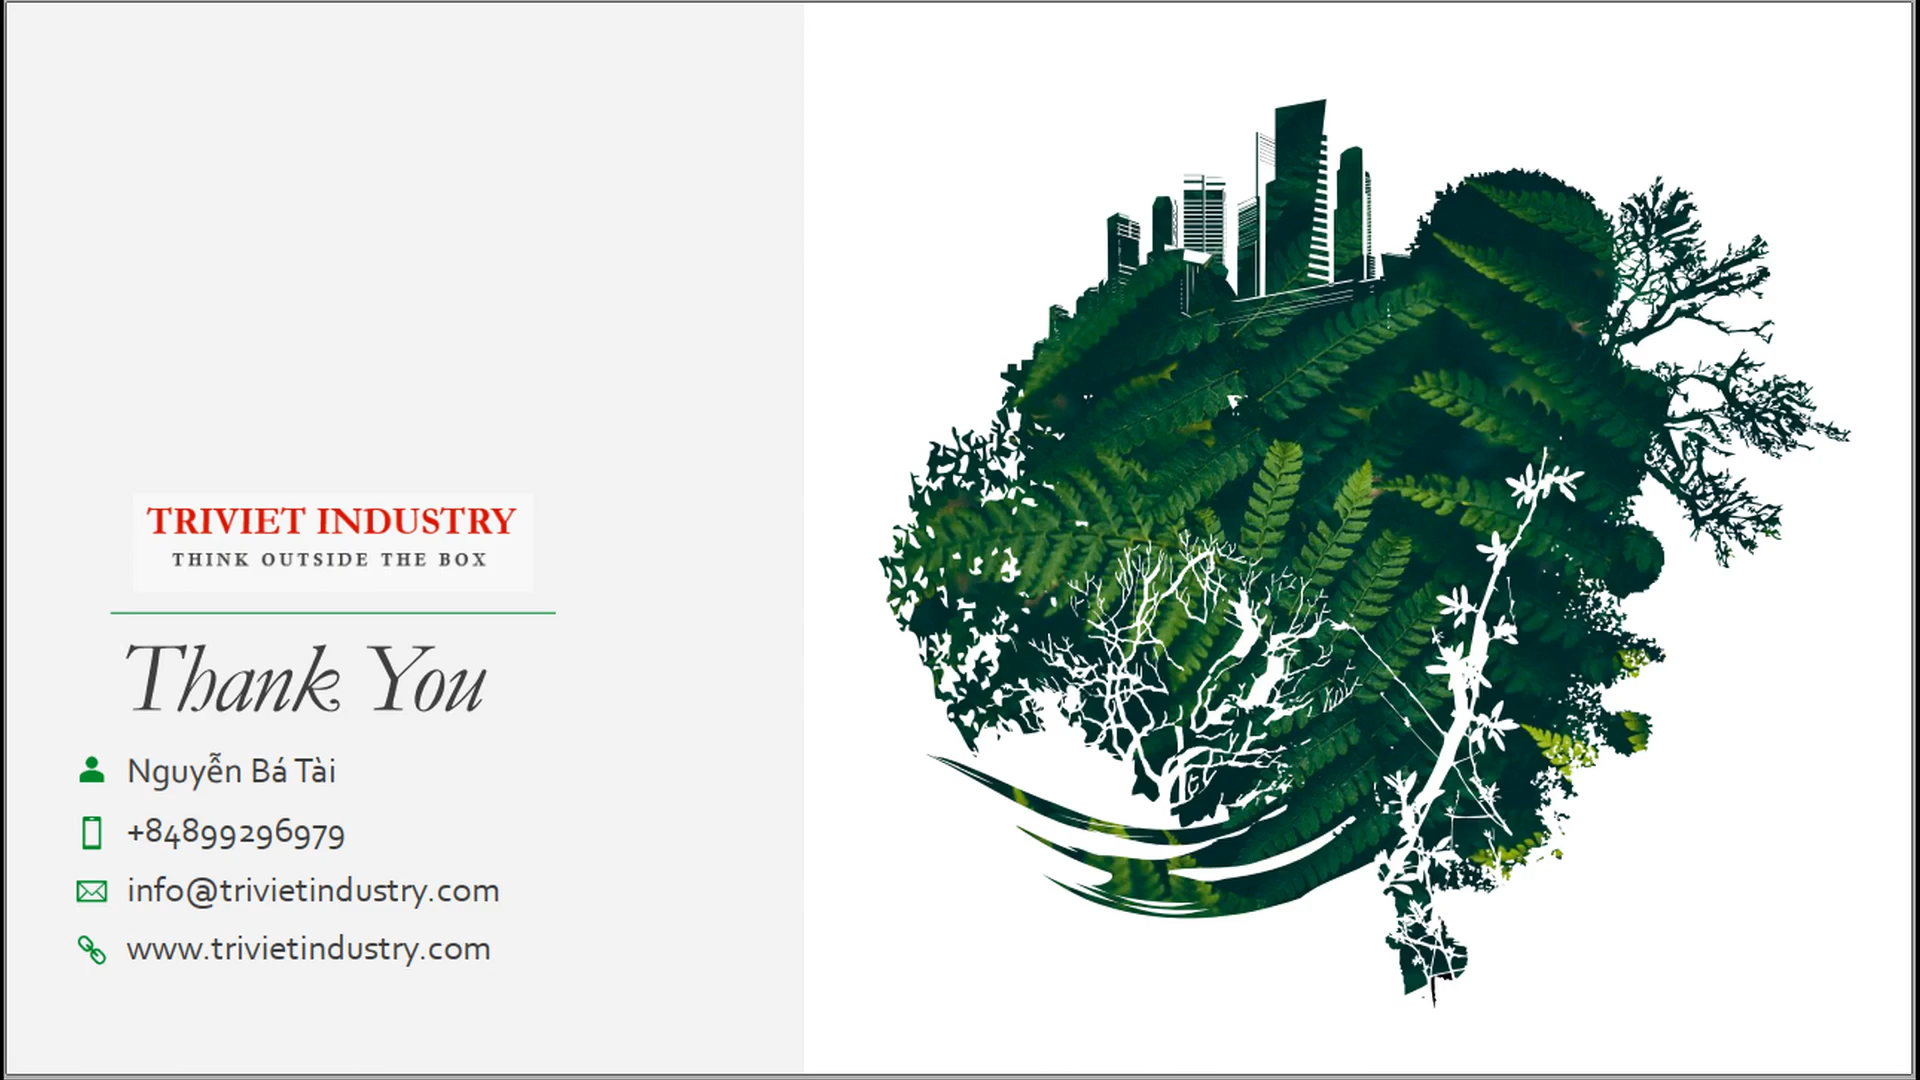 TRIVIET INDUSTRY
THINK OUTSIDE THE BOX
Thank You
Nguyễn Bá Tài
+84899296979
info@trivietindustry.com
www.trivietindustry.com